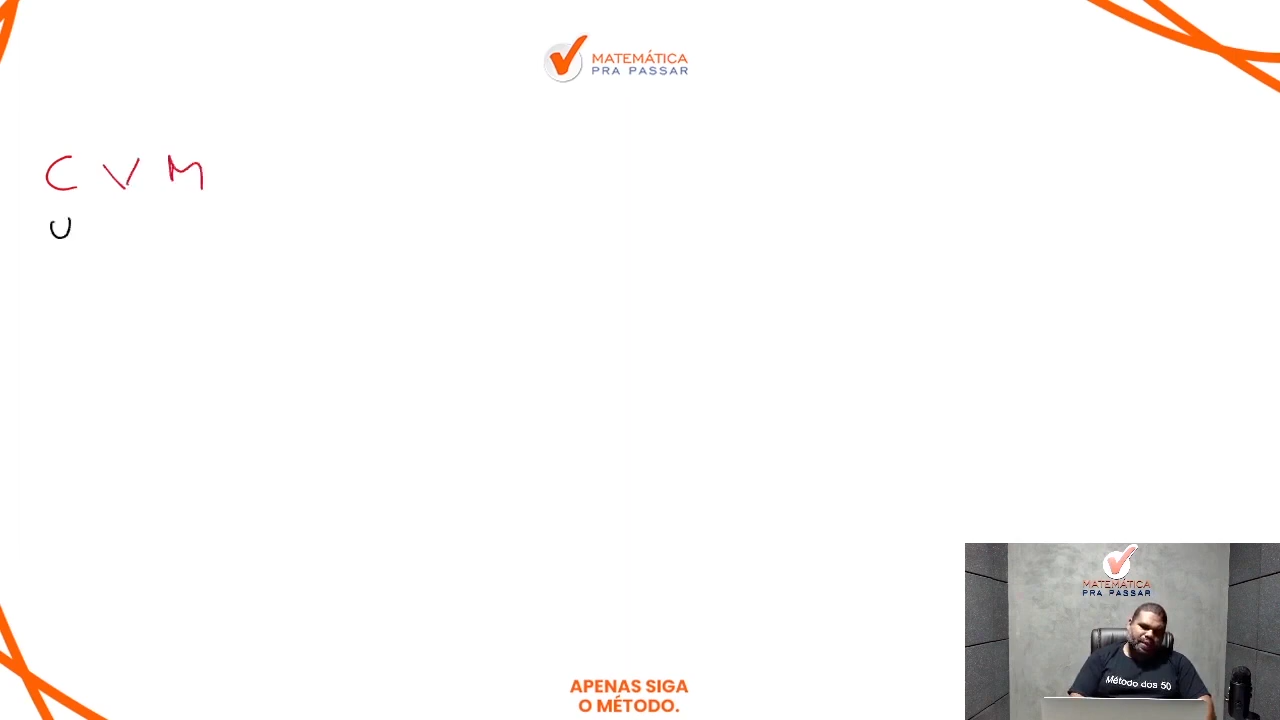 MATEMÁTICA
PRA PASSAR
C V M
U
MATEMÁTICA
PRA PASSAR
Método dos 50
APENAS SIGA
O MÉTODO.